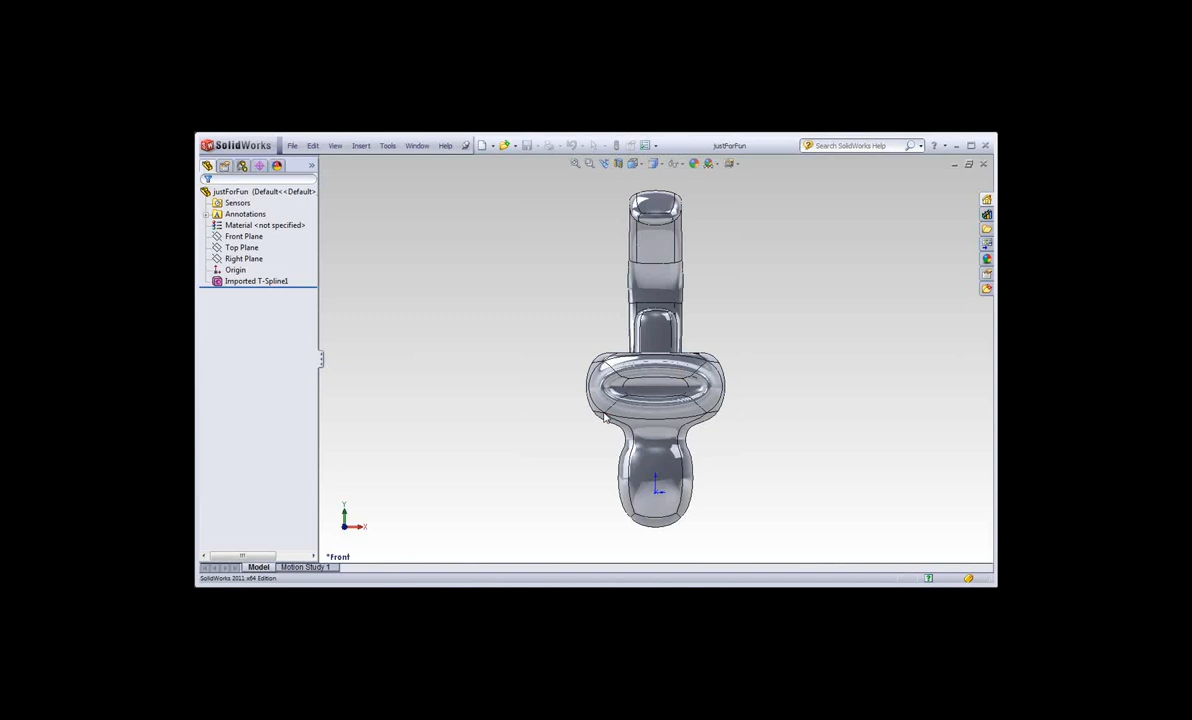 SolidWorks File Edit View Insert Tools Window Help justForFun Search SolidWorks Help
justForFun (Default<<Default>
Sensors
Annotations
Material <not specified>
Front Plane
Top Plane
Right Plane
Origin
Imported T-Spline1
Y
X
*Front
Model Motion Study 1
SolidWorks 2011 x64 Edition